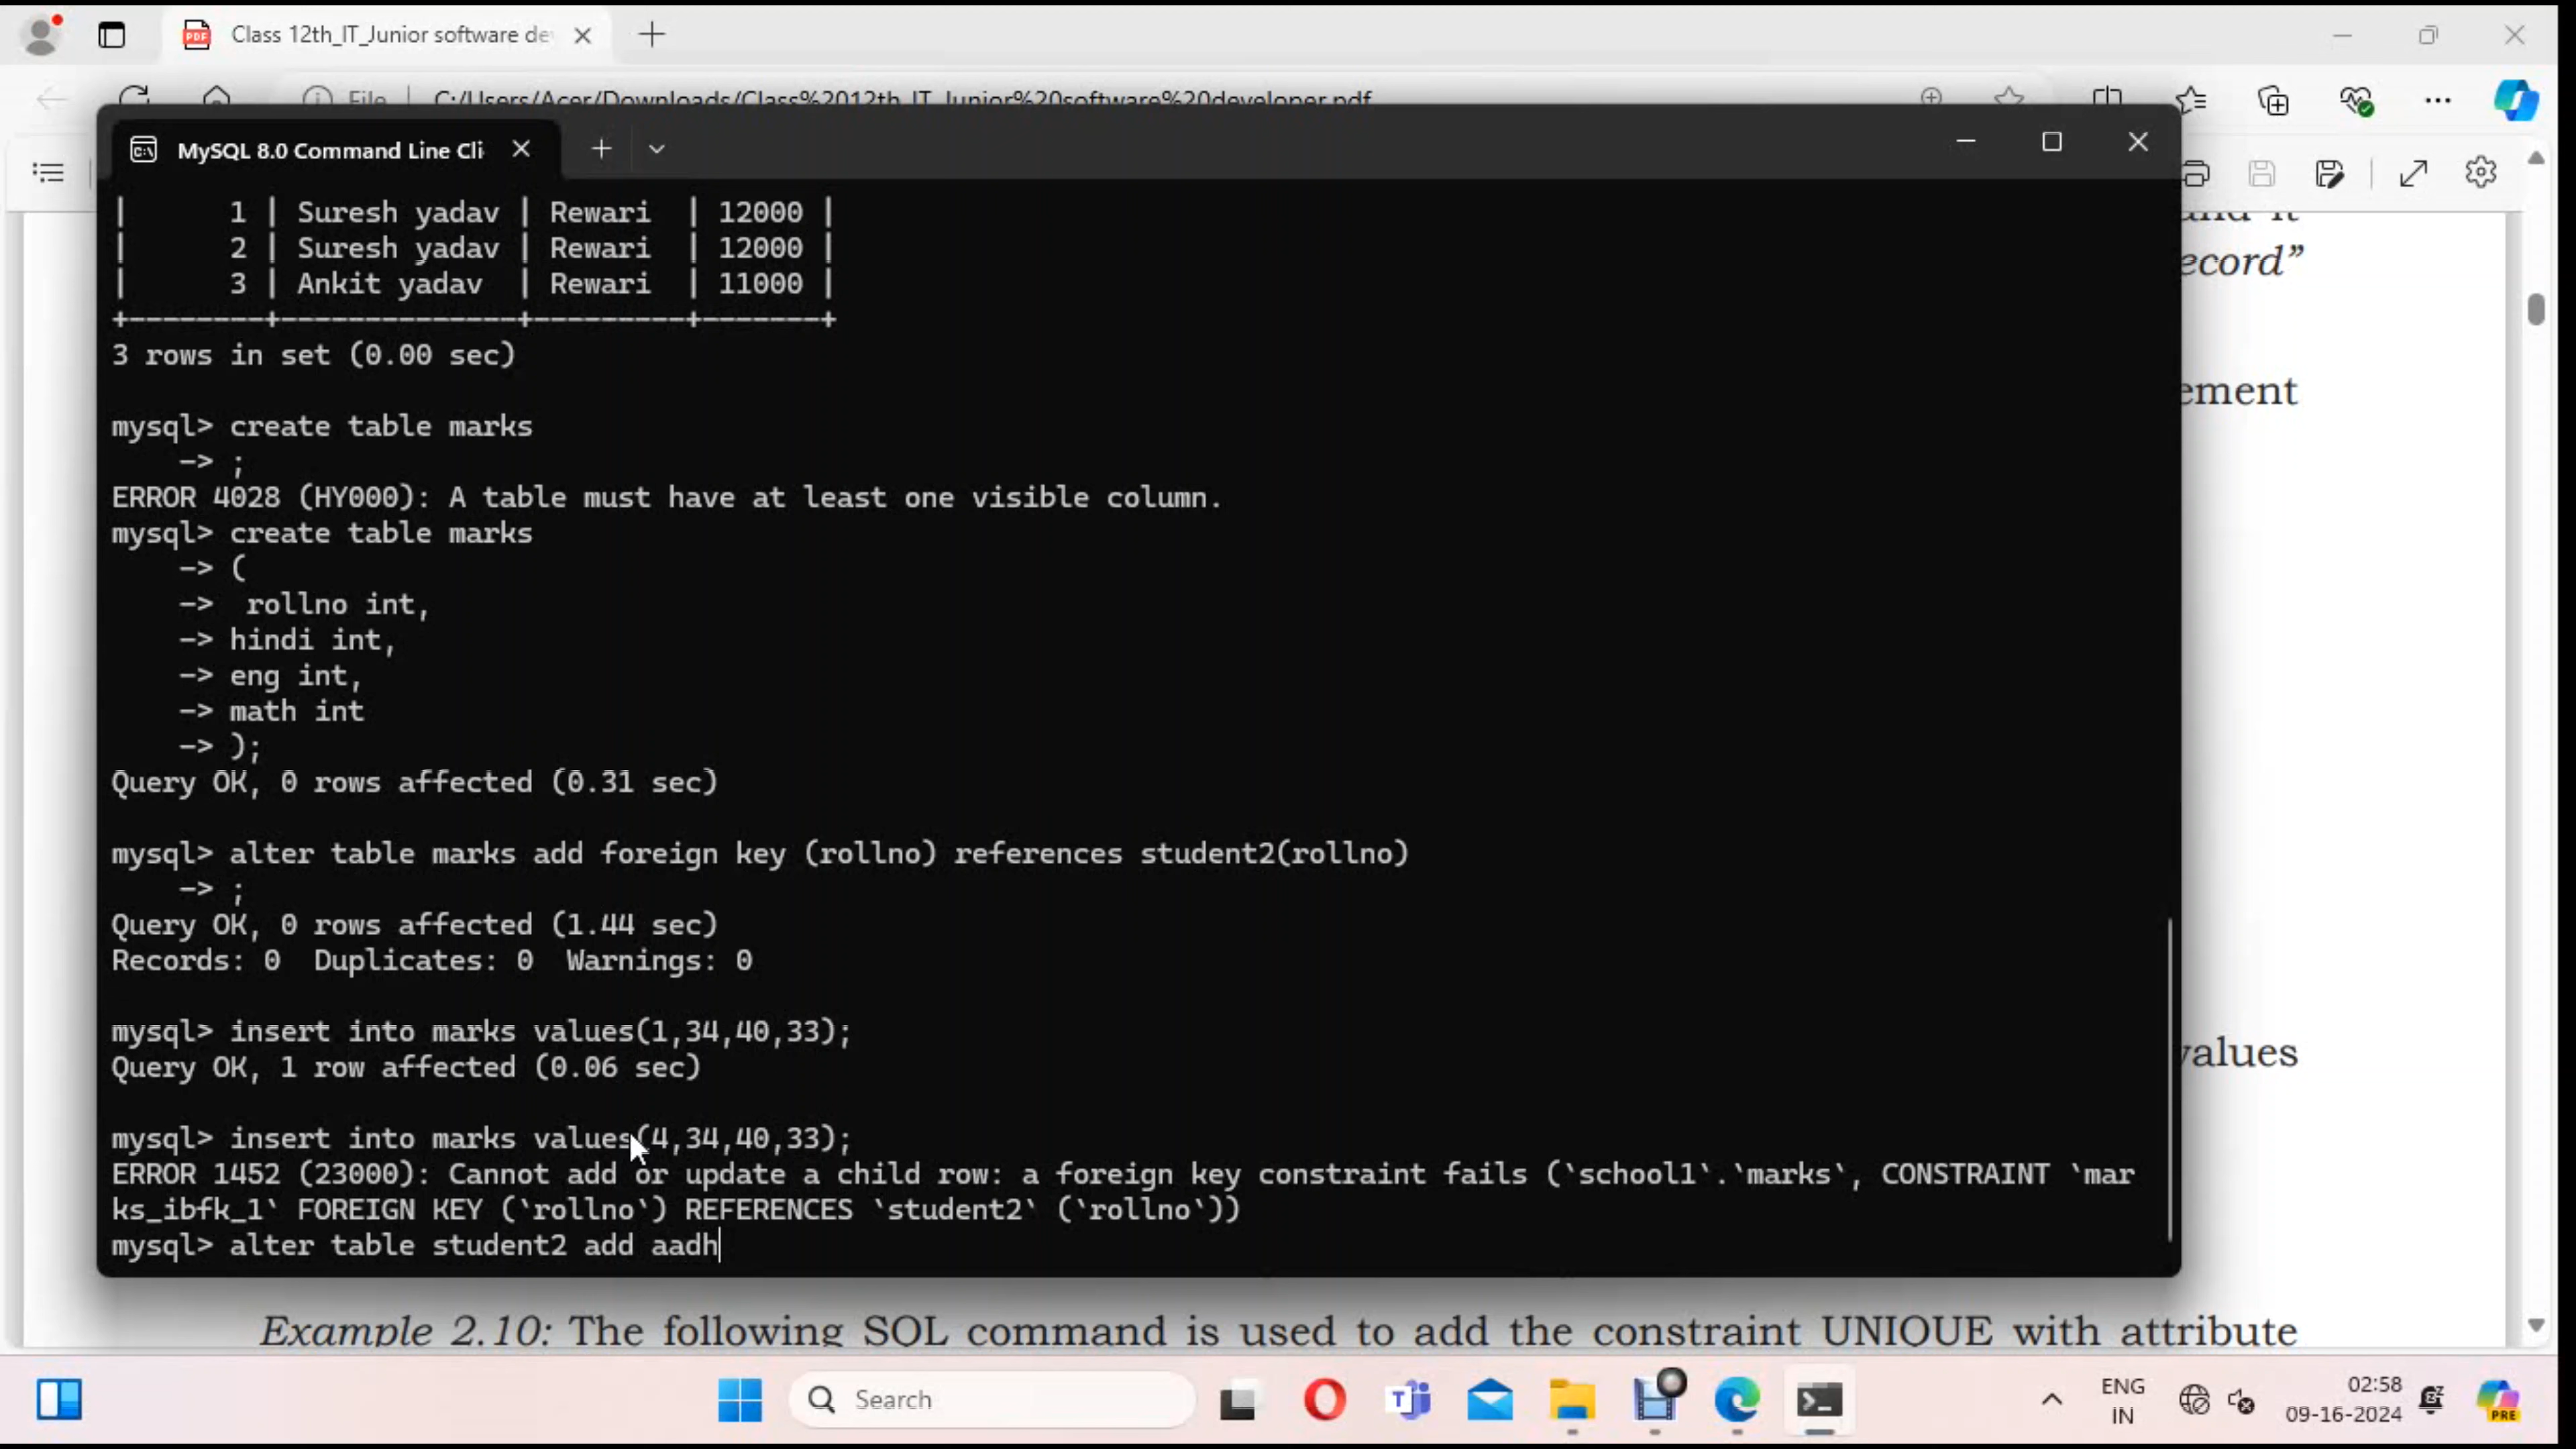 Class 12th_IT_Junior software de
File | C:/Users/Acer/Downloads/Class%2012th_IT_Junior%20software%20developer.pdf
MySQL 8.0 Command Line Cli
|      1 | Suresh yadav | Rewari  | 12000 |
|      2 | Suresh yadav | Rewari  | 12000 |
|      3 | Ankit yadav  | Rewari  | 11000 |
+--------+--------------+---------+-------+
3 rows in set (0.00 sec)
mysql> create table marks
    -> ;
ERROR 4028 (HY000): A table must have at least one visible column.
mysql> create table marks
    -> (
    ->  rollno int,
    -> hindi int,
    -> eng int,
    -> math int
    -> );
Query OK, 0 rows affected (0.31 sec)
mysql> alter table marks add foreign key (rollno) references student2(rollno)
    -> ;
Query OK, 0 rows affected (1.44 sec)
Records: 0  Duplicates: 0  Warnings: 0
mysql> insert into marks values(1,34,40,33);
Query OK, 1 row affected (0.06 sec)
mysql> insert into marks values(4,34,40,33);
ERROR 1452 (23000): Cannot add or update a child row: a foreign key constraint fails (`school1`.`marks`, CONSTRAINT `mar
ks_ibfk_1` FOREIGN KEY (`rollno`) REFERENCES `student2` (`rollno`))
mysql> alter table student2 add aadh
and it
ecord”
ement
values
Example 2.10: The following SQL command is used to add the constraint UNIQUE with attribute
Search
ENG
IN
02:58
09-16-2024
PRE